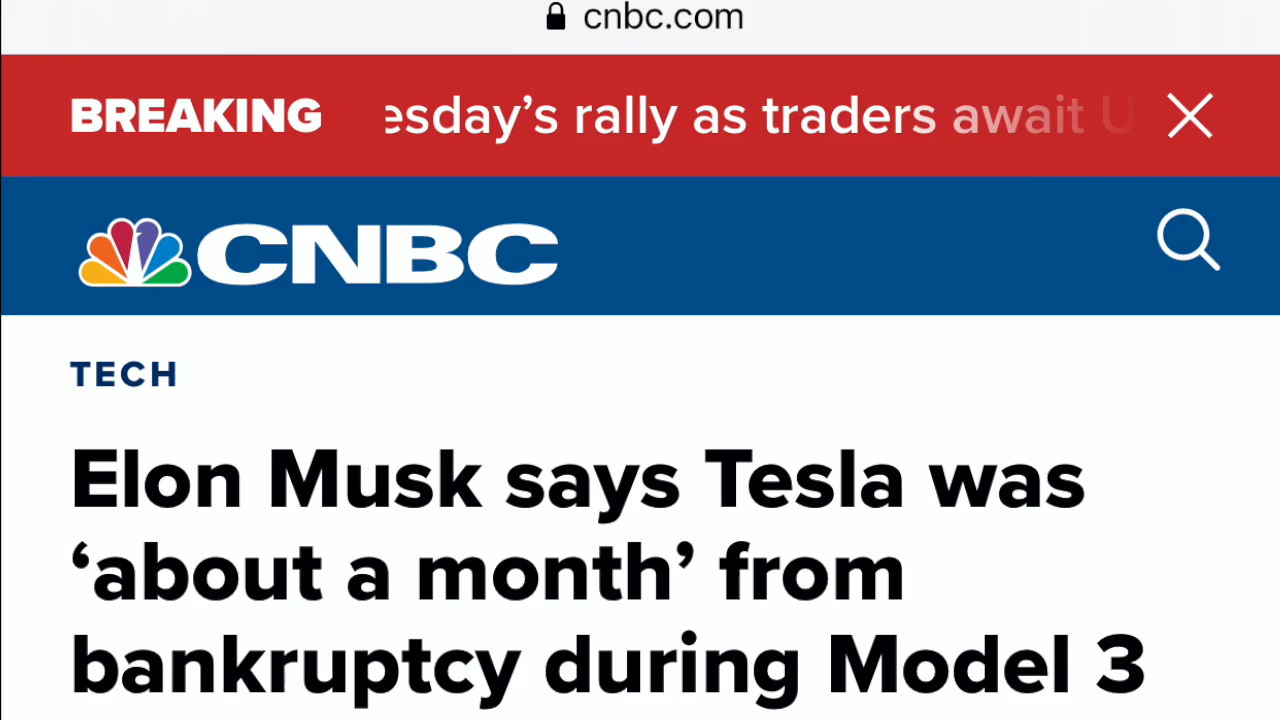 cnbc.com
BREAKING esday’s rally as traders await U
CNBC
TECH
Elon Musk says Tesla was
‘about a month’ from
bankruptcy during Model 3